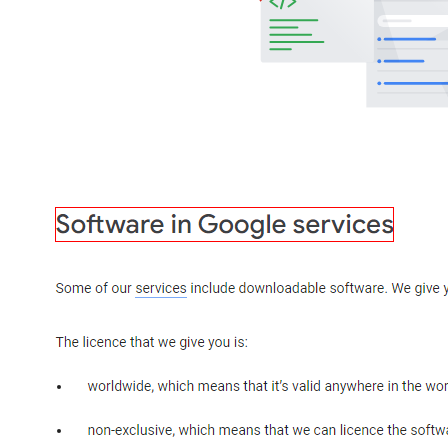 Software in Google services
Some of our services include downloadable software. We give
The licence that we give you is:
• worldwide, which means that it's valid anywhere in the
• non-exclusive, which means that we can licence the